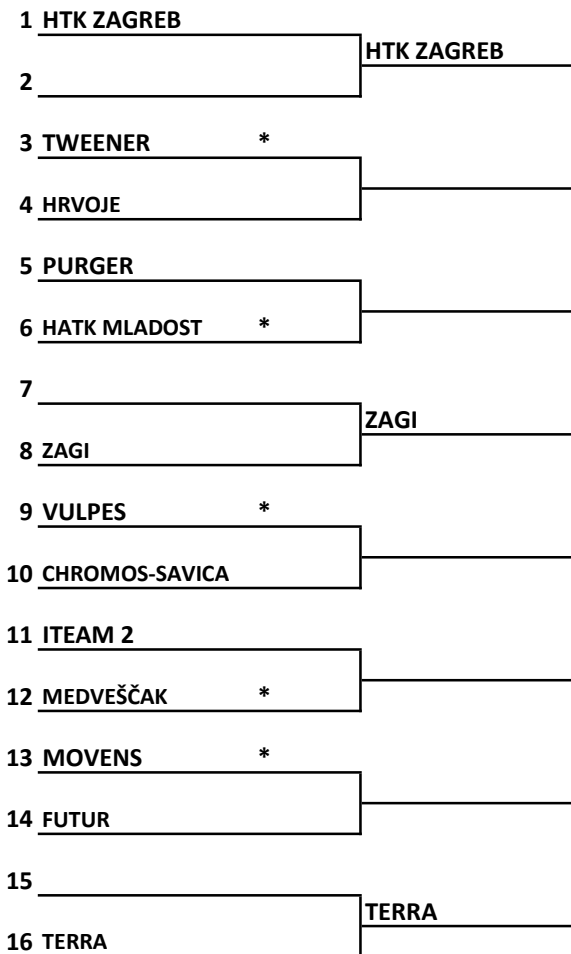 1 HTK ZAGREB
HTK ZAGREB
2
3 TWEENER *
4 HRVOJE
5 PURGER
6 HATK MLADOST *
7
ZAGI
8 ZAGI
9 VULPES *
10 CHROMOS-SAVICA
11 ITEAM 2
12 MEDVEŠČAK *
13 MOVENS *
14 FUTUR
15
TERRA
16 TERRA